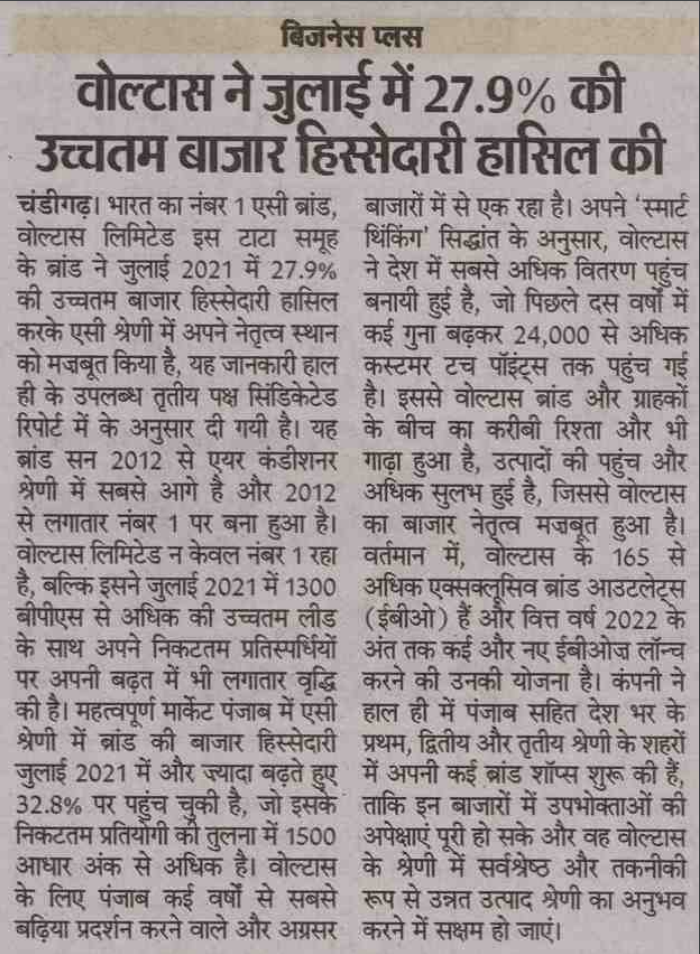 बिजनेस प्लस
वोल्टास ने जुलाई में 27.9% की
उच्चतम बाजार हिस्सेदारी हासिल की
चंडीगढ़। भारत का नंबर 1 एसी ब्रांड,
वोल्टास लिमिटेड इस टाटा समूह
के ब्रांड ने जुलाई 2021 में 27.9%
की उच्चतम बाजार हिस्सेदारी हासिल
करके एसी श्रेणी में अपने नेतृत्व स्थान
को मजबूत किया है, यह जानकारी हाल
ही के उपलब्ध तृतीय पक्ष सिंडिकेटेड
रिपोर्ट में के अनुसार दी गयी है। यह
ब्रांड सन 2012 से एयर कंडीशनर
श्रेणी में सबसे आगे है और 2012
से लगातार नंबर 1 पर बना हुआ है।
वोल्टास लिमिटेड न केवल नंबर 1 रहा
है, बल्कि इसने जुलाई 2021 में 1300
बीपीएस से अधिक की उच्चतम लीड
के साथ अपने निकटतम प्रतिस्पर्धियों
पर अपनी बढ़त में भी लगातार वृद्धि
की है। महत्वपूर्ण मार्केट पंजाब में एसी
श्रेणी में ब्रांड की बाजार हिस्सेदारी
जुलाई 2021 में और ज्यादा बढ़ते हुए
32.8% पर पहुंच चुकी है, जो इसके
निकटतम प्रतियोगी की तुलना में 1500
आधार अंक से अधिक है। वोल्टास
के लिए पंजाब कई वर्षों से सबसे
बढ़िया प्रदर्शन करने वाले और अग्रसर
बाजारों में से एक रहा है। अपने ‘स्मार्ट
थिंकिंग’ सिद्धांत के अनुसार, वोल्टास
ने देश में सबसे अधिक वितरण पहुंच
बनायी हुई है, जो पिछले दस वर्षों में
कई गुना बढ़कर 24,000 से अधिक
कस्टमर टच पॉइंट्स तक पहुंच गई
है। इससे वोल्टास ब्रांड और ग्राहकों
के बीच का करीबी रिश्ता और भी
गाढ़ा हुआ है, उत्पादों की पहुंच और
अधिक सुलभ हुई है, जिससे वोल्टास
का बाजार नेतृत्व मजबूत हुआ है।
वर्तमान में, वोल्टास के 165 से
अधिक एक्सक्लूसिव ब्रांड आउटलेट्स
(ईबीओ) हैं और वित्त वर्ष 2022 के
अंत तक कई और नए ईबीओज लॉन्च
करने की उनकी योजना है। कंपनी ने
हाल ही में पंजाब सहित देश भर के
प्रथम, द्वितीय और तृतीय श्रेणी के शहरों
में अपनी कई ब्रांड शॉप्स शुरू की हैं,
ताकि इन बाजारों में उपभोक्ताओं की
अपेक्षाएं पूरी हो सके और वह वोल्टास
के श्रेणी में सर्वश्रेष्ठ और तकनीकी
रूप से उन्नत उत्पाद श्रेणी का अनुभव
करने में सक्षम हो जाएं।